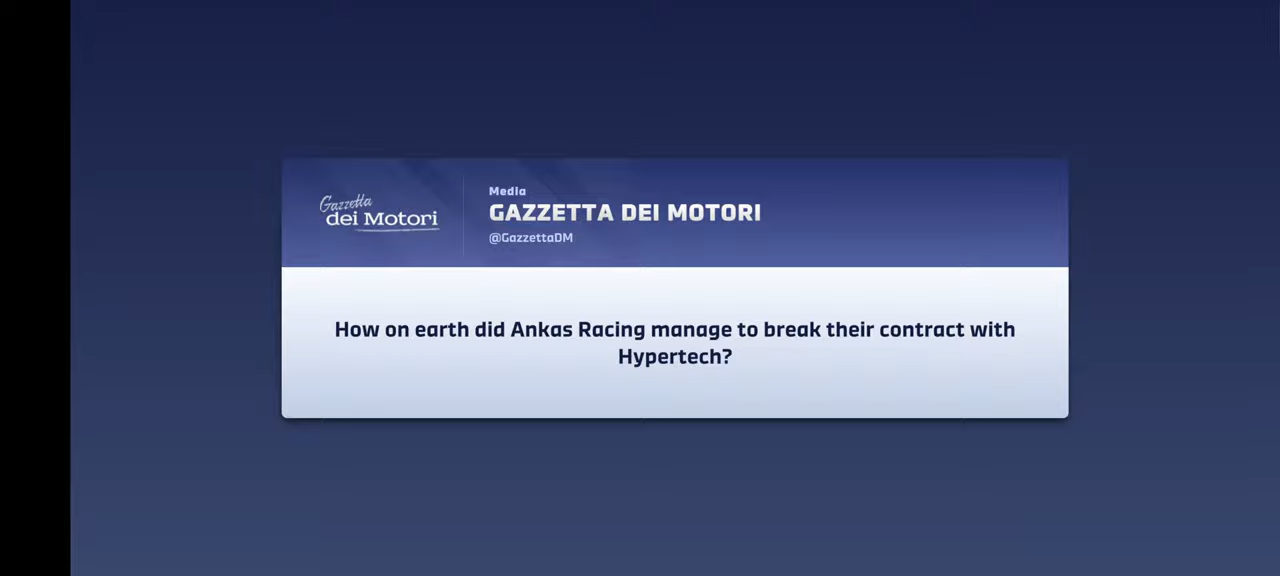 Gazzetta
dei Motori
Media
GAZZETTA DEI MOTORI
@GazzettaDM
How on earth did Ankas Racing manage to break their contract with
Hypertech?